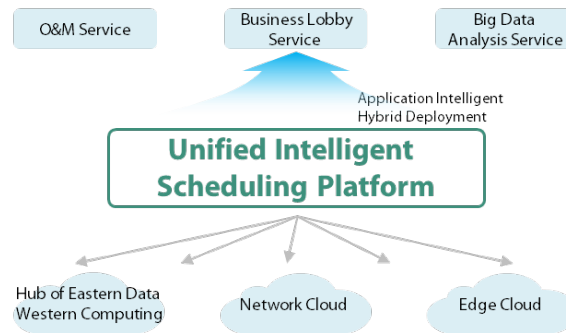 O&M Service
Business Lobby
Service
Big Data
Analysis Service
Application Intelligent
Hybrid Deployment
Unified Intelligent
Scheduling Platform
Hub of Eastern Data
Western Computing
Network Cloud
Edge Cloud